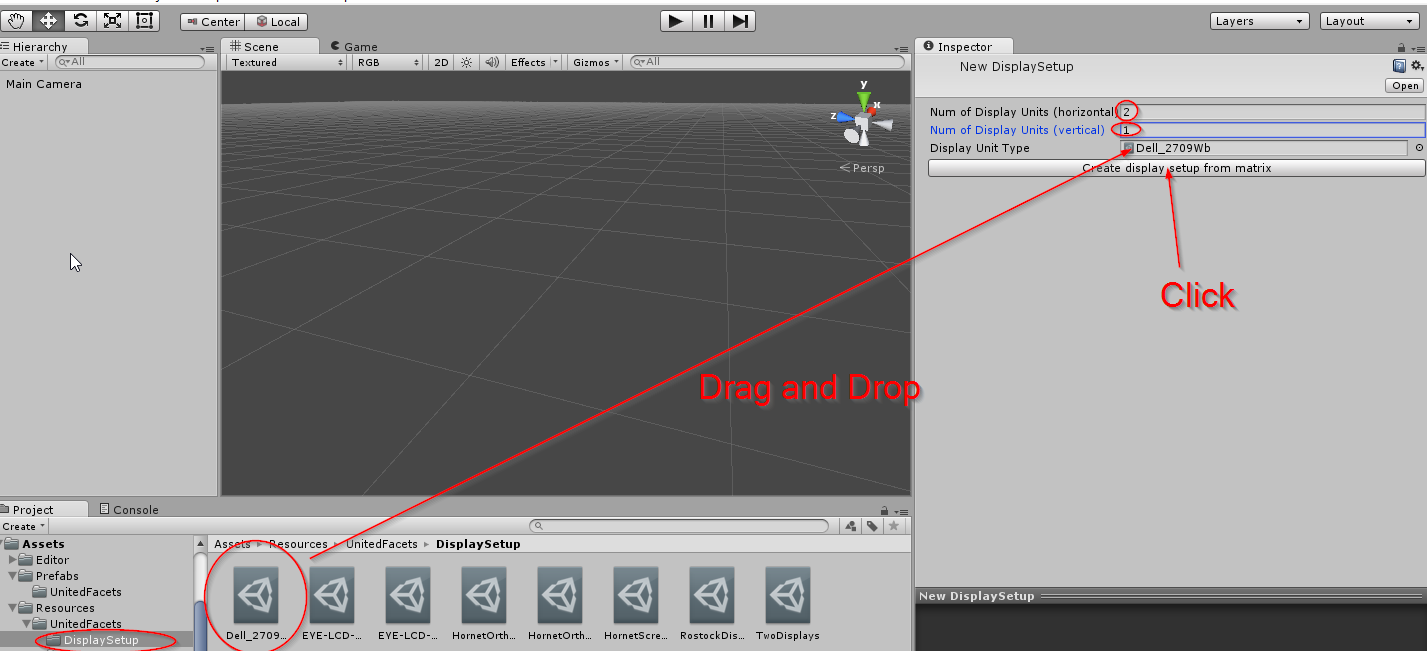 Center Local Layers Layout
Hierarchy Scene Game Inspector
Create All Textured RGB 2D Effects Gizmos All
New DisplaySetup
Open
Main Camera
y
x
z
Persp
Num of Display Units (horizontal 2
Num of Display Units (vertical) 1
Display Unit Type Dell_2709Wb
Create display setup from matrix
Click
Drag and Drop
Project Console
Create
Assets
Editor
Prefabs
UnitedFacets
Resources
UnitedFacets
DisplaySetup
Assets Resources UnitedFacets DisplaySetup
Dell_2709... EYE-LCD-... EYE-LCD-... HornetOrth... HornetOrth... HornetScre... RostockDis... TwoDisplays
New DisplaySetup